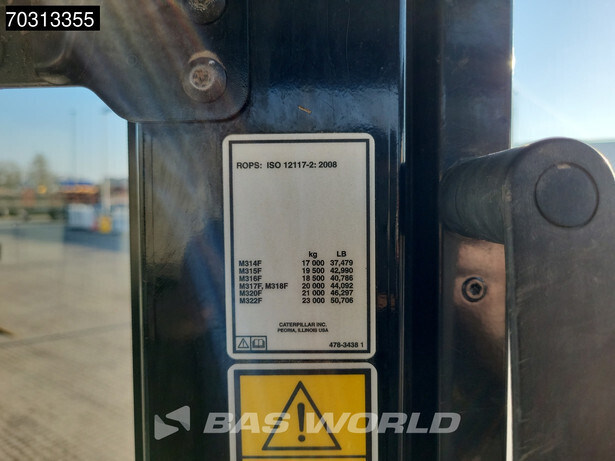 70313355
ROPS: ISO 12117-2: 2008
kg LB
M314F 17 000 37,479
M315F 19 500 42,990
M316F 18 500 40,786
M317F, M318F 20 000 44,092
M320F 21 000 46,297
M322F 23 000 50,706
CATERPILLAR INC.
PEORIA, ILLINOIS USA
478-3438 1
BAS WORLD